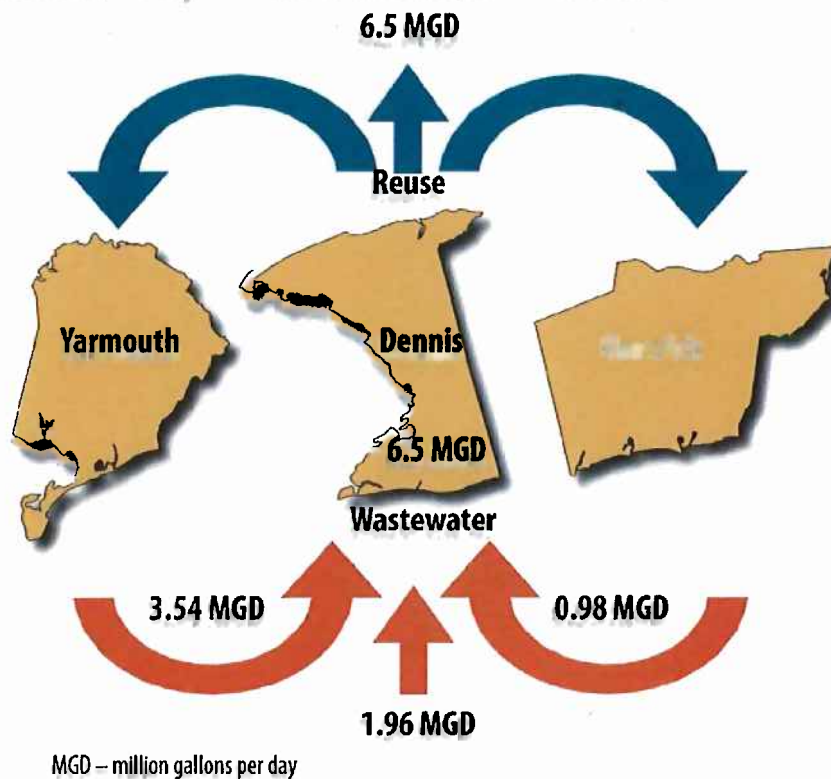 6.5 MGD
Reuse
Yarmouth
Dennis
6.5 MGD
Wastewater
3.54 MGD
0.98 MGD
1.96 MGD
MGD – million gallons per day